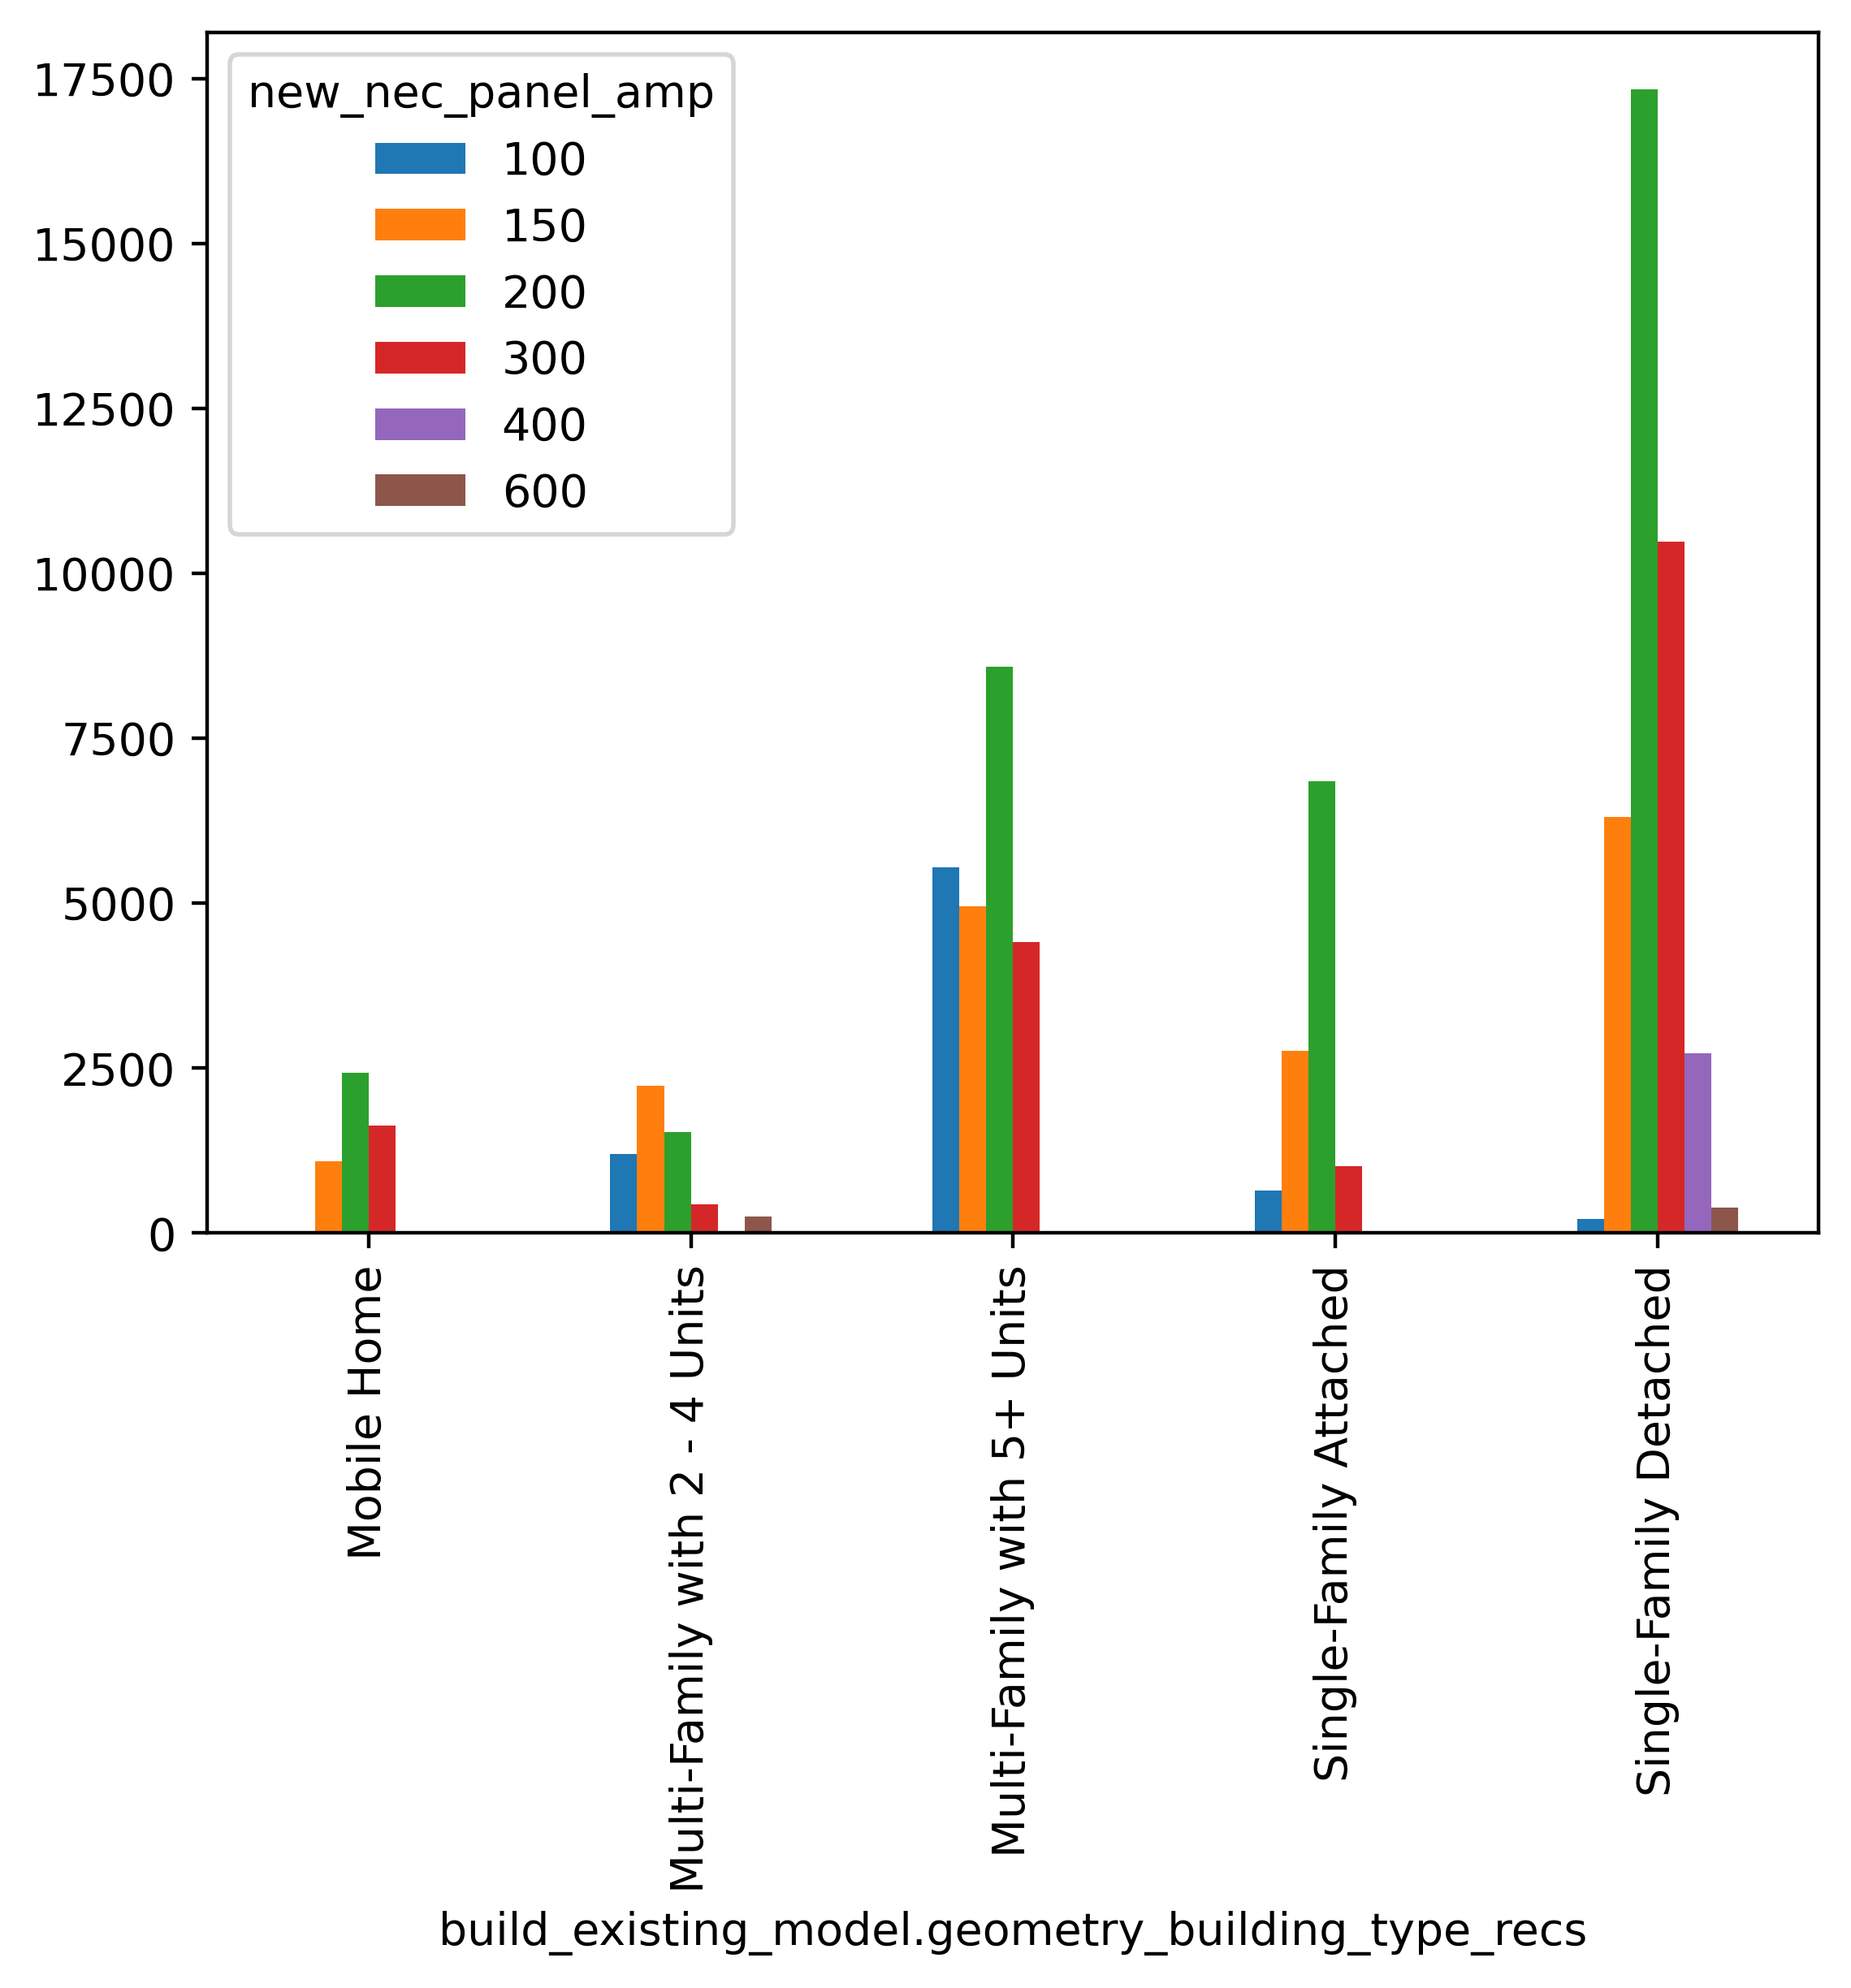 17500
15000
12500
10000
7500
5000
2500
0
new_nec_panel_amp
100
150
200
300
400
600
Mobile Home
Multi-Family with 2 - 4 Units
Multi-Family with 5+ Units
Single-Family Attached
Single-Family Detached
build_existing_model.geometry_building_type_recs